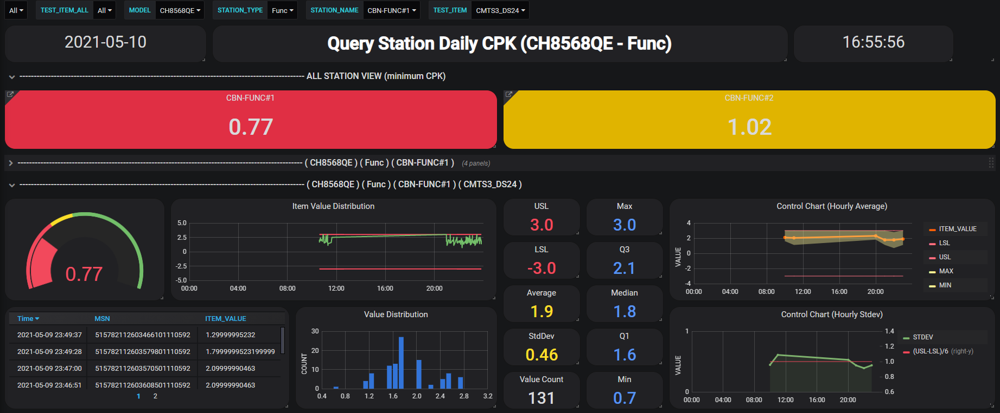 All TEST_ITEM_ALL All MODEL CH8568QE STATION_TYPE Func STATION_NAME CBN-FUNC#1 TEST_ITEM CMTS3_DS24
2021-05-10
Query Station Daily CPK (CH8568QE - Func)
16:55:56
ALL STATION VIEW (minimum CPK)
CBN-FUNC#1
0.77
CBN-FUNC#2
1.02
( CH8568QE ) ( Func ) ( CBN-FUNC#1 ) (4 panels)
( CH8568QE ) ( Func ) ( CBN-FUNC#1 ) ( CMTS3_DS24 )
0.77
Item Value Distribution
5.0
2.5
0
-2.5
-5.0
00:00 04:00 08:00 12:00 16:00 20:00
USL
3.0
Max
3.0
LSL
-3.0
Q3
2.1
Average
1.9
Median
1.8
StdDev
0.46
Q1
1.6
Value Count
131
Min
0.7
Control Chart (Hourly Average)
VALUE
4
2
0
-2
-4
00:00 04:00 08:00 12:00 16:00 20:00
ITEM_VALUE
LSL
USL
MAX
MIN
Time MSN ITEM_VALUE
2021-05-09 23:49:37 515782112603466101110592 1.29999995232
2021-05-09 23:49:28 515782112603579801110592 1.7999999523199999
2021-05-09 23:47:00 515782112603570501110592 2.09999990463
2021-05-09 23:46:51 515782112603608501110592 2.09999990463
1 2
Value Distribution
COUNT
30
20
10
0
0.4 0.8 1.2 1.6 2.0 2.4 2.8 3.2
Control Chart (Hourly Stdev)
VALUE
1
0
1.4
1.2
1.0
0.8
0.6
00:00 04:00 08:00 12:00 16:00 20:00
STDEV
(USL-LSL)/6 (right-y)